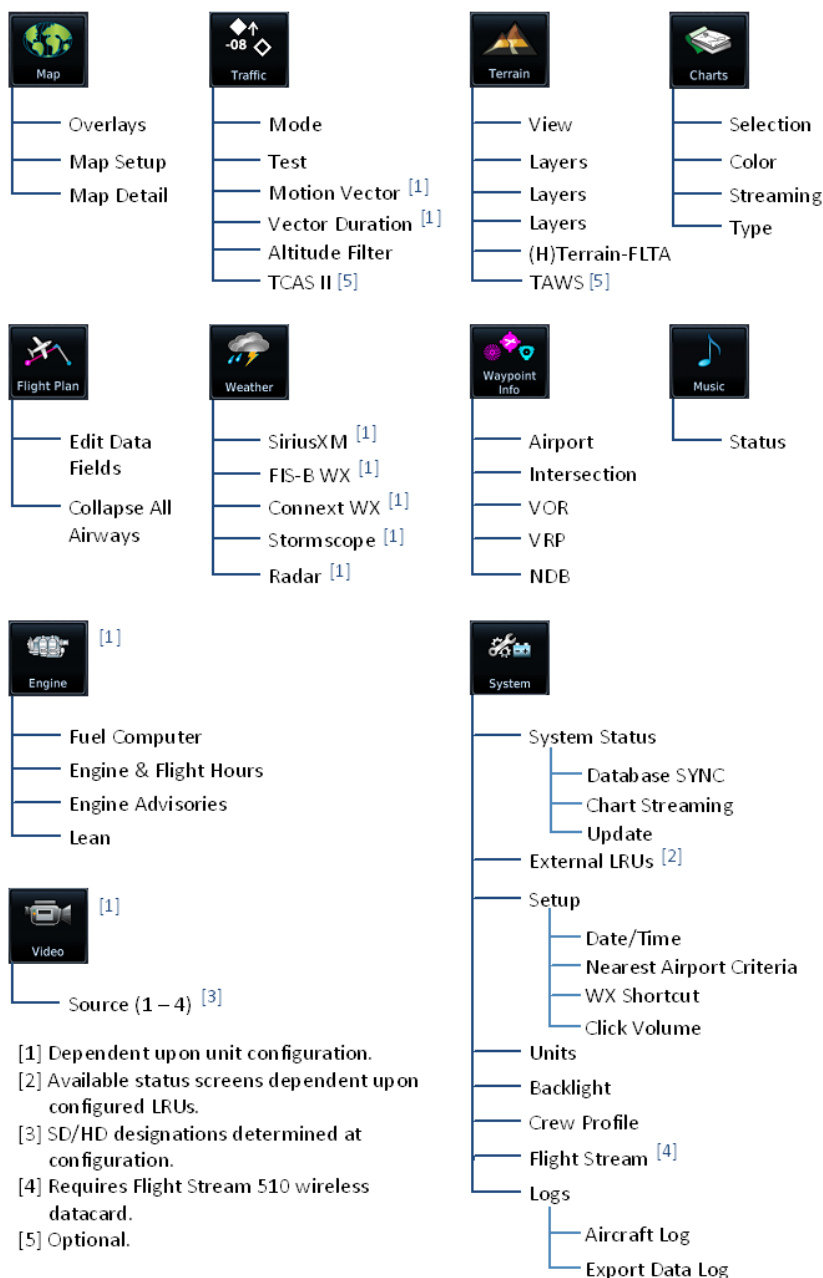 Map
Overlays
Map Setup
Map Detail
-08
Traffic
Mode
Test
Motion Vector [1]
Vector Duration [1]
Altitude Filter
TCAS II [5]
Terrain
View
Layers
Layers
Layers
(H)Terrain-FLTA
TAWS [5]
Charts
Selection
Color
Streaming
Type
Flight Plan
Edit Data
Fields
Collapse All
Airways
Weather
SiriusXM [1]
FIS-B WX [1]
Connext WX [1]
Stormscope [1]
Radar [1]
Waypoint
Info
Airport
Intersection
VOR
VRP
NDB
Music
Status
[1]
Engine
Fuel Computer
Engine & Flight Hours
Engine Advisories
Lean
[1]
Video
Source (1 – 4) [3]
System
System Status
Database SYNC
Chart Streaming
Update
External LRUs [2]
Setup
Date/Time
Nearest Airport Criteria
WX Shortcut
Click Volume
Units
Backlight
Crew Profile
Flight Stream [4]
Logs
Aircraft Log
Export Data Log
[1] Dependent upon unit configuration.
[2] Available status screens dependent upon
configured LRUs.
[3] SD/HD designations determined at
configuration.
[4] Requires Flight Stream 510 wireless
datacard.
[5] Optional.